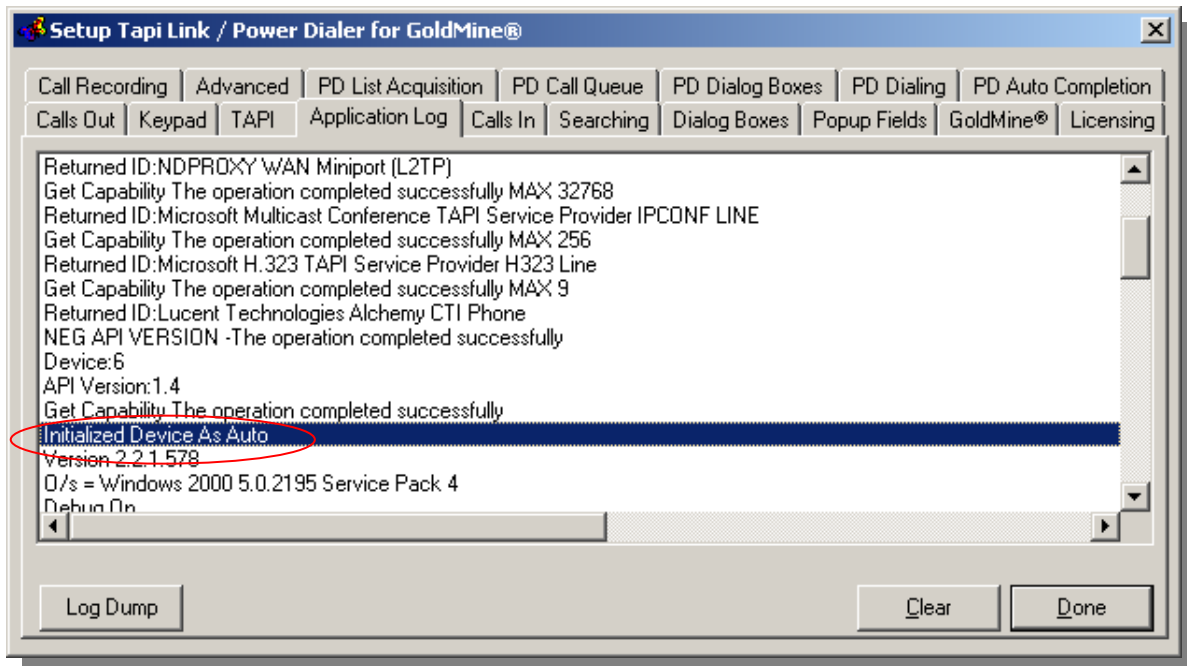 Setup Tapi Link / Power Dialer for GoldMine®
Call Recording Advanced PD List Acquisition PD Call Queue PD Dialog Boxes PD Dialing PD Auto Completion
Calls Out Keypad TAPI Application Log Calls In Searching Dialog Boxes Popup Fields GoldMine® Licensing
Returned ID:NDPROXY WAN Miniport (L2TP)
Get Capability The operation completed successfully MAX 32768
Returned ID:Microsoft Multicast Conference TAPI Service Provider IPCONF LINE
Get Capability The operation completed successfully MAX 256
Returned ID:Microsoft H.323 TAPI Service Provider H323 Line
Get Capability The operation completed successfully MAX 9
Returned ID:Lucent Technologies Alchemy CTI Phone
NEG API VERSION -The operation completed successfully
Device:6
API Version:1.4
Get Capability The operation completed successfully
Initialized Device As Auto
Version 2.2.1.578
O/s = Windows 2000 5.0.2195 Service Pack 4
Debug On
Log Dump Clear Done